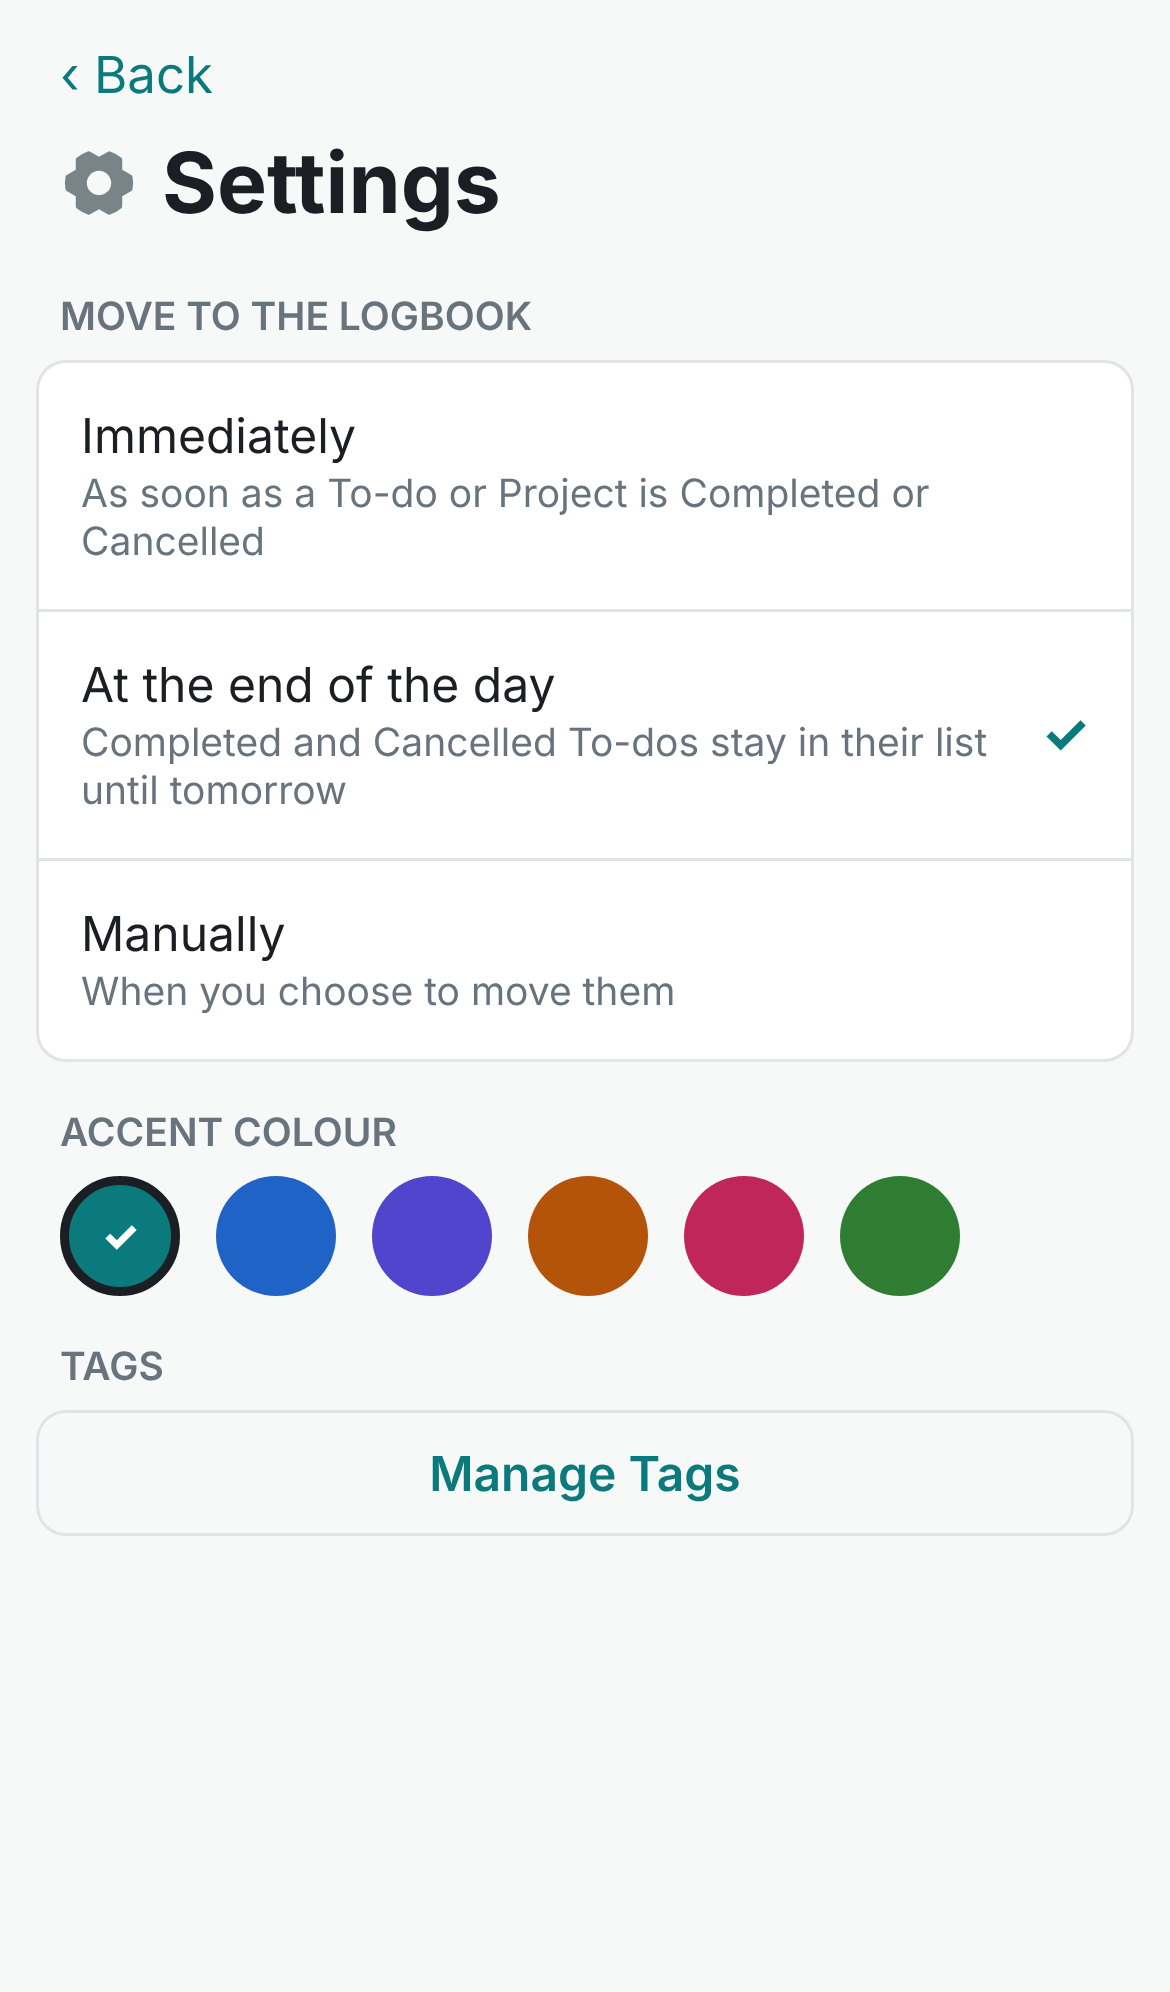 ‹ Back
Settings
MOVE TO THE LOGBOOK
Immediately
As soon as a To-do or Project is Completed or
Cancelled
At the end of the day
Completed and Cancelled To-dos stay in their list
until tomorrow
Manually
When you choose to move them
ACCENT COLOUR
TAGS
Manage Tags